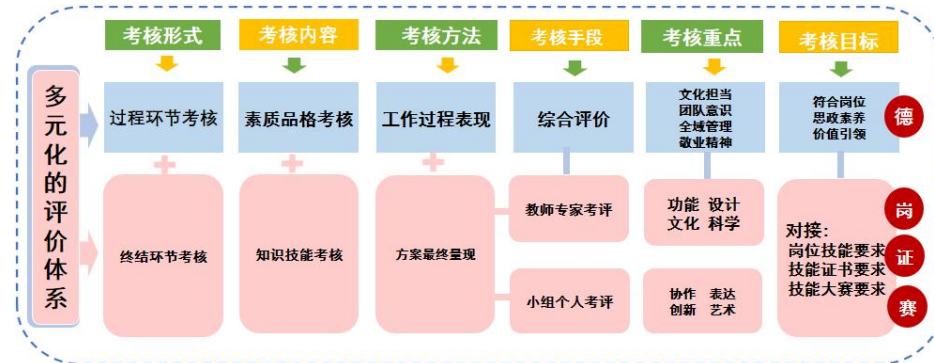 考核形式
考核内容
考核方法
考核手段
考核重点
考核目标
多元化的评价体系
过程环节考核
素质品格考核
工作过程表现
综合评价
文化担当
团队意识
全域管理
敬业精神
符合岗位
思政素养
价值引领
德
终结环节考核
知识技能考核
方案最终量现
教师专家考评
功能 设计
文化 科学
小组个人考评
协作 表达
创新 艺术
对接：
岗位技能要求
技能证书要求
技能大赛要求
岗
证
赛